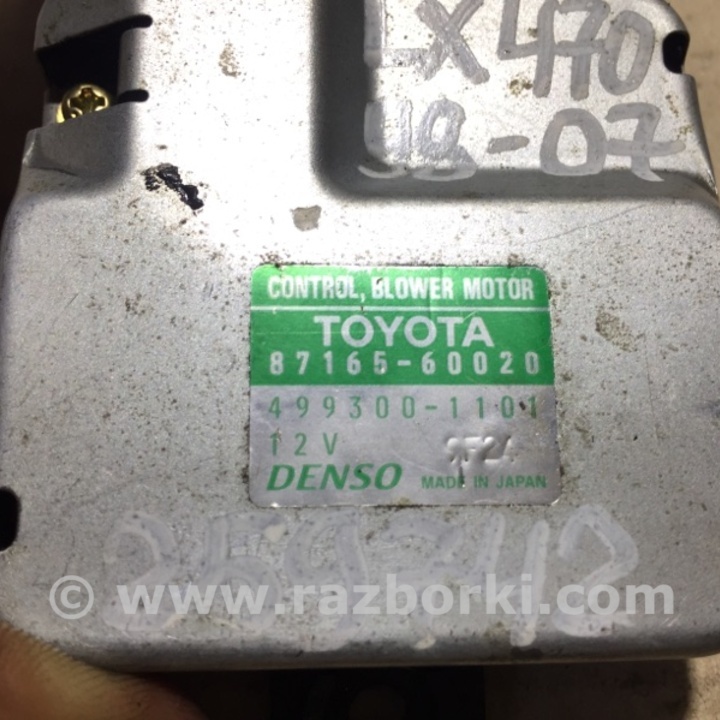 LX470
98-07
CONTROL, BLOWER MOTOR
TOYOTA
87165-60020
499300-1101
12V
DENSO MADE IN JAPAN
© www.razborki.com